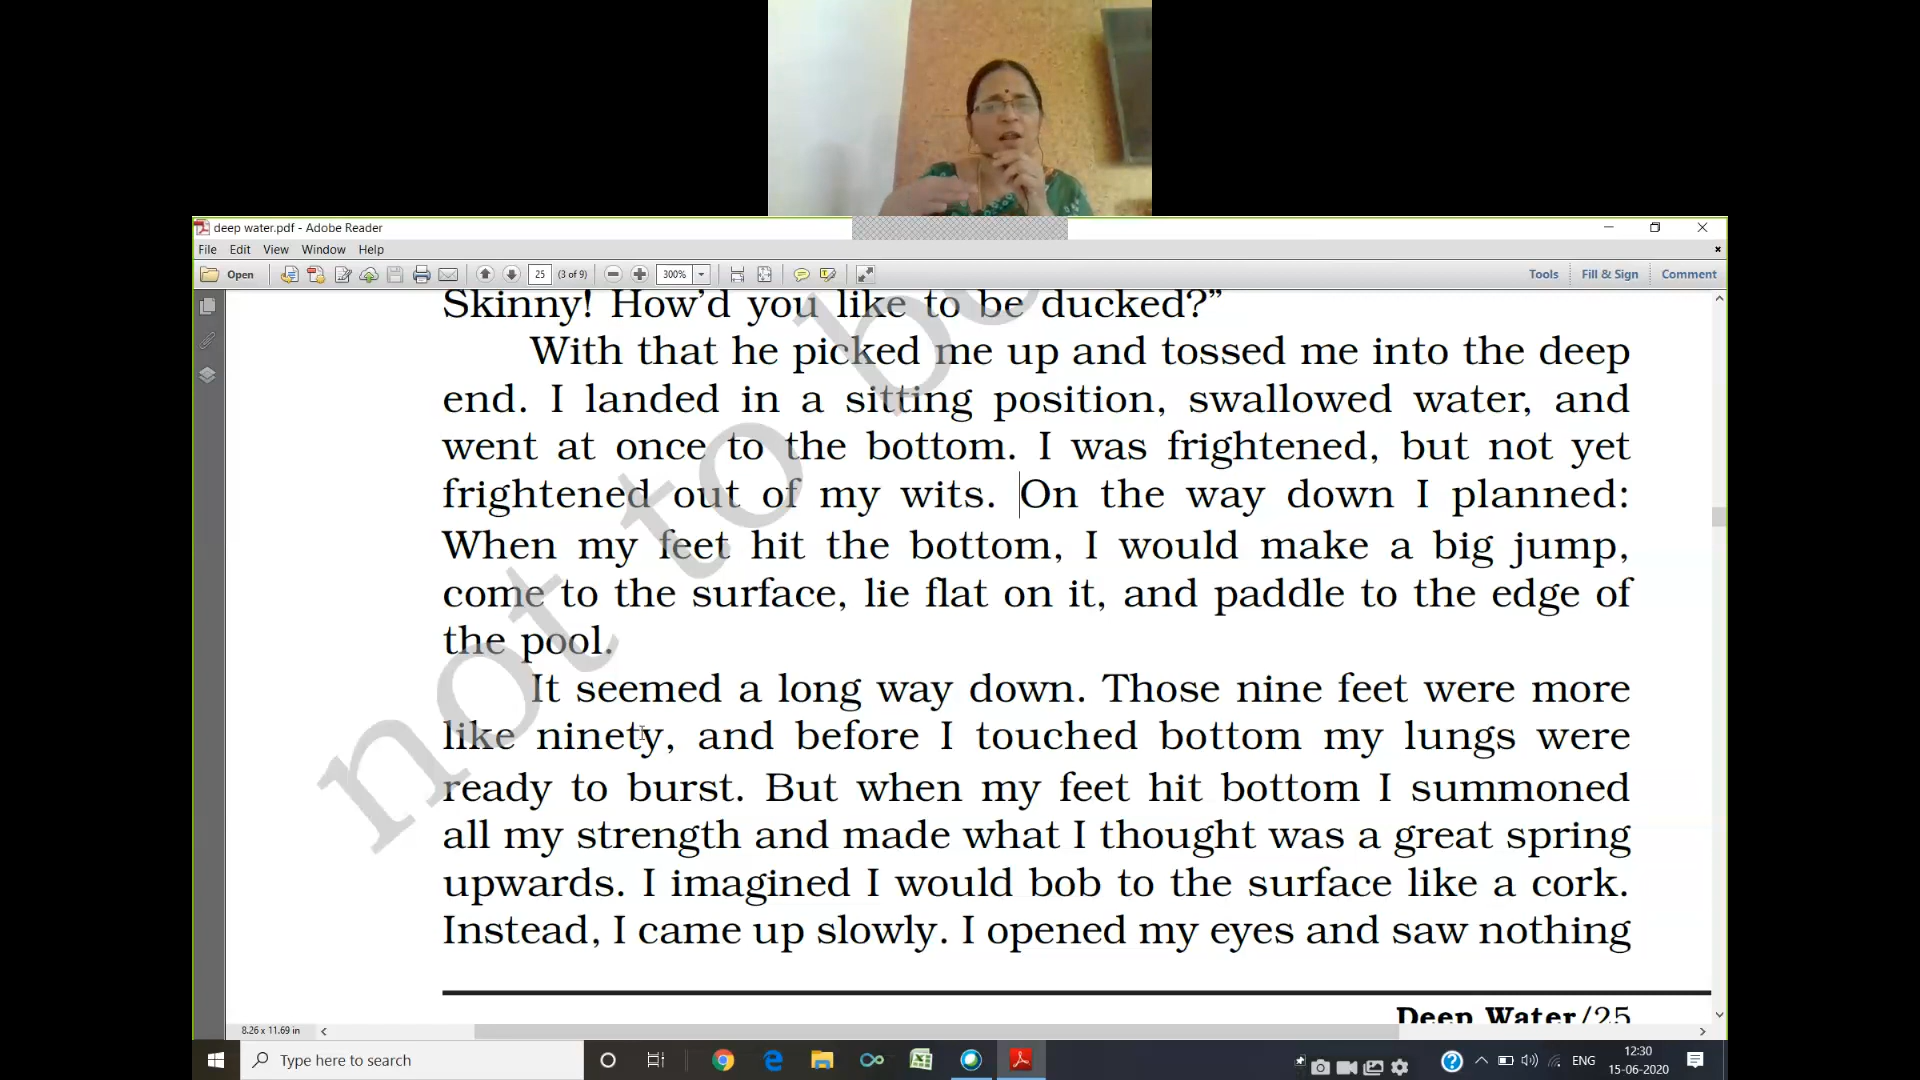 deep water.pdf - Adobe Reader
File Edit View Window Help
Open 25 (3 of 9) 300% Tools Fill & Sign Comment
Skinny! How’d you like to be ducked?”
With that he picked me up and tossed me into the deep
end. I landed in a sitting position, swallowed water, and
went at once to the bottom. I was frightened, but not yet
frightened out of my wits. On the way down I planned:
When my feet hit the bottom, I would make a big jump,
come to the surface, lie flat on it, and paddle to the edge of
the pool.
It seemed a long way down. Those nine feet were more
like ninety, and before I touched bottom my lungs were
ready to burst. But when my feet hit bottom I summoned
all my strength and made what I thought was a great spring
upwards. I imagined I would bob to the surface like a cork.
Instead, I came up slowly. I opened my eyes and saw nothing
not to b
Deep Water/25
8.26 x 11.69 in
Type here to search
ENG
12:30
15-06-2020